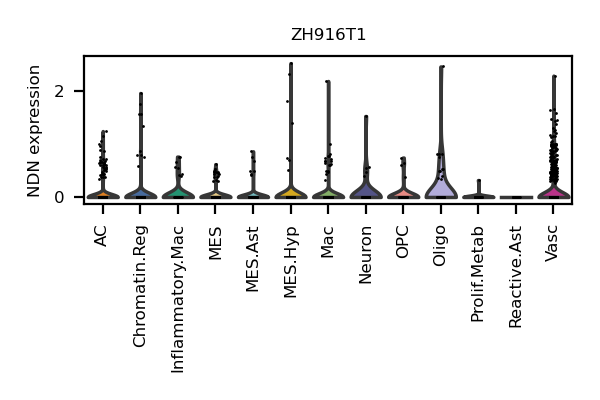 ZH916T1
NDN expression
2
0
AC
Chromatin.Reg
Inflammatory.Mac
MES
MES.Ast
MES.Hyp
Mac
Neuron
OPC
Oligo
Prolif.Metab
Reactive.Ast
Vasc